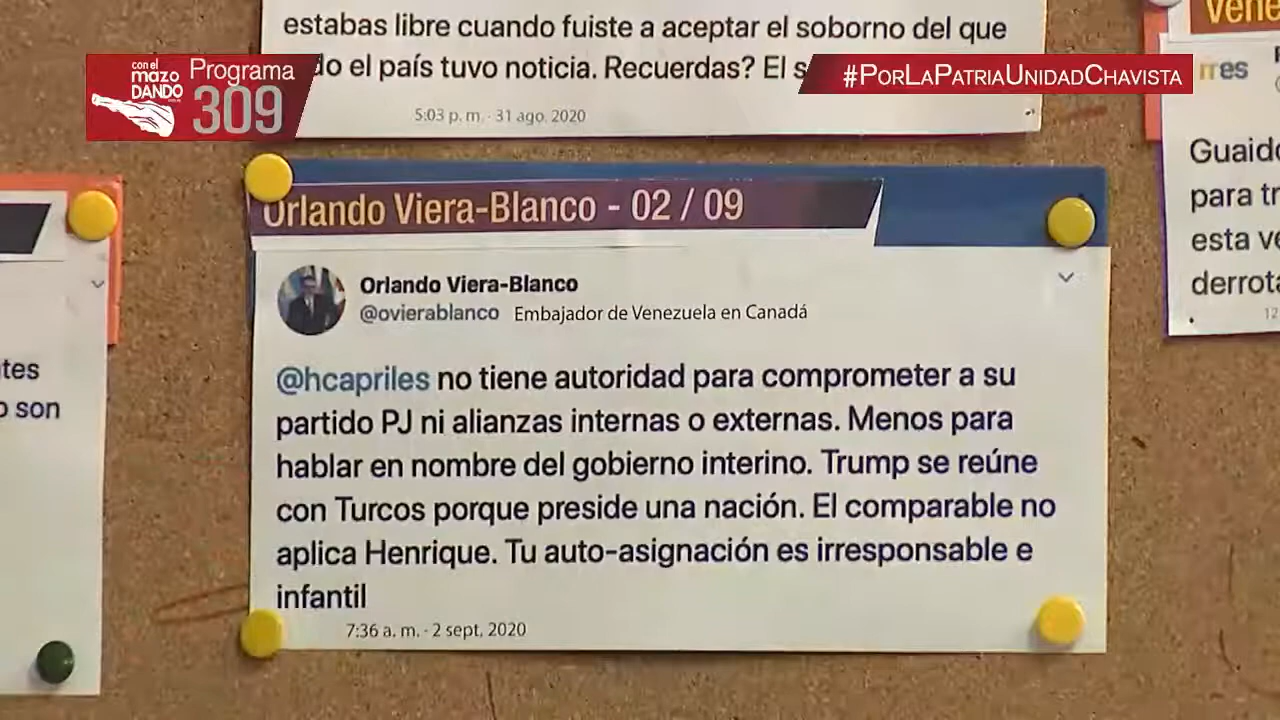 estabas libre cuando fuiste a aceptar el soborno del que
do el país tuvo noticia. Recuerdas? El s
5:03 p. m. · 31 ago. 2020
con el
mazo
DANDO
Programa
309
#PorLaPatriaUnidadChavista
Orlando Viera-Blanco - 02 / 09
Orlando Viera-Blanco
@ovierablanco Embajador de Venezuela en Canadá
@hcapriles no tiene autoridad para comprometer a su
partido PJ ni alianzas internas o externas. Menos para
hablar en nombre del gobierno interino. Trump se reúne
con Turcos porque preside una nación. El comparable no
aplica Henrique. Tu auto-asignación es irresponsable e
infantil
7:36 a. m. · 2 sept. 2020
tes
o son
Vene
res
Guaidó
para tr
esta ve
derrota
12